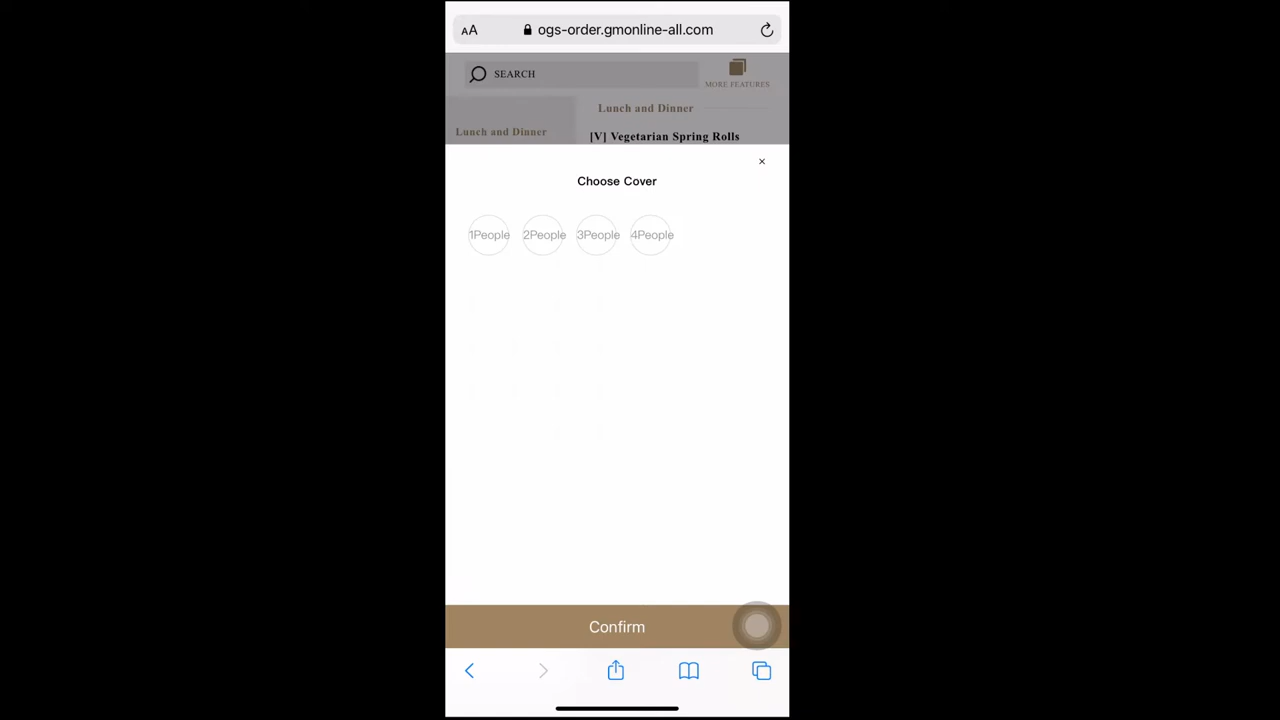 AA ogs-order.gmonline-all.com
SEARCH
MORE FEATURES
Lunch and Dinner
Lunch and Dinner
[V] Vegetarian Spring Rolls
×
Choose Cover
1People 2People 3People 4People
Confirm